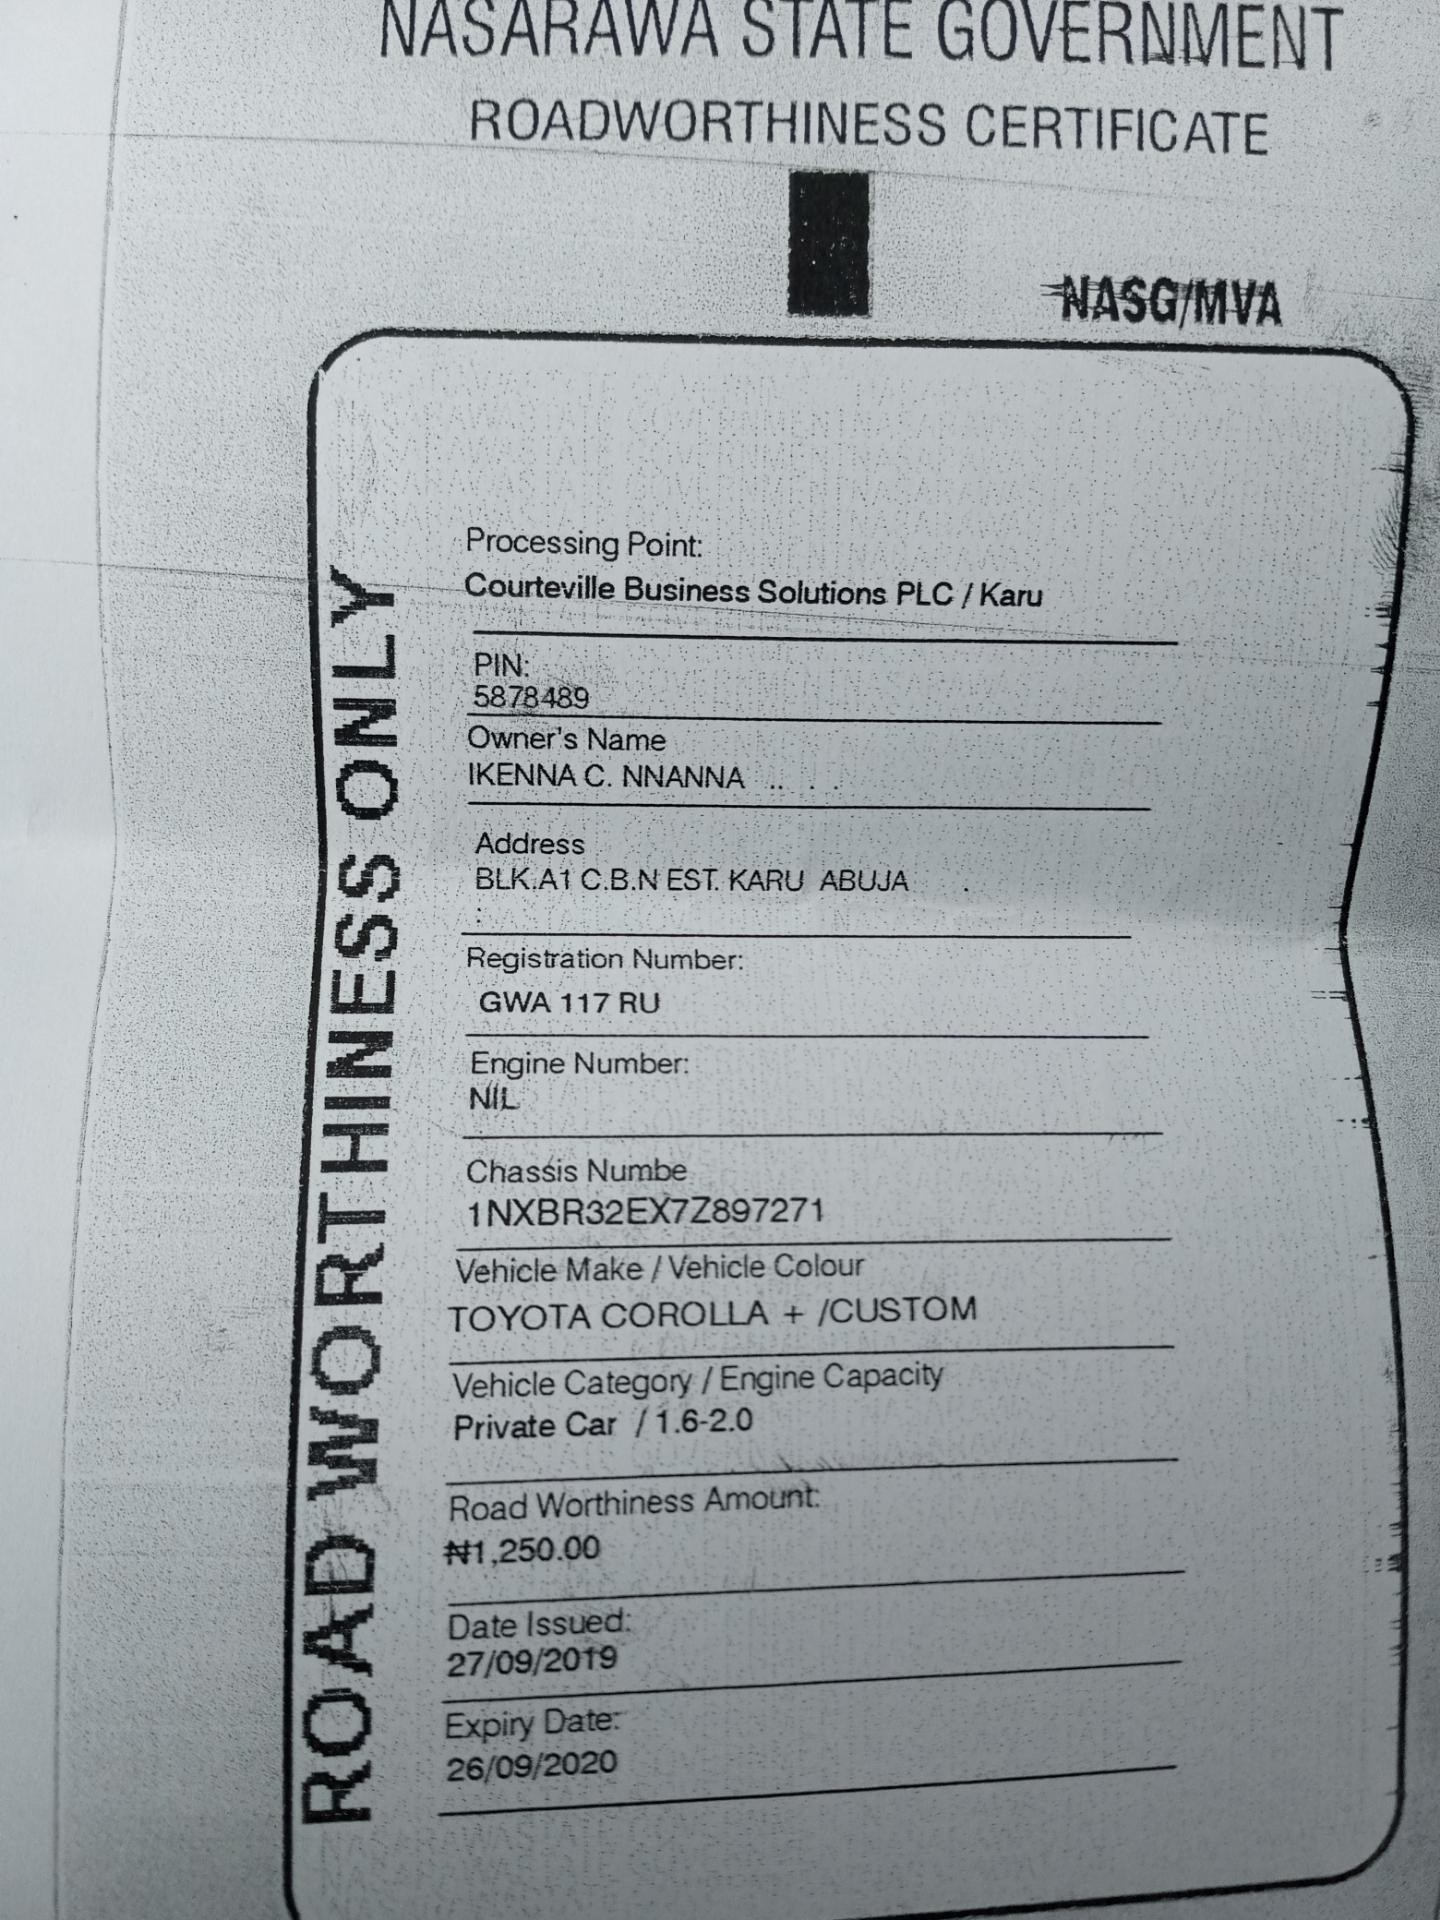 NASARAWA STATE GOVERNMENT
ROADWORTHINESS CERTIFICATE
NASG/MVA
ROAD WORTHINESS ONLY
Processing Point:
Courteville Business Solutions PLC / Karu
PIN:
5878489
Owner's Name
IKENNA C. NNANNA .. . .
Address
BLK.A1 C.B.N EST. KARU ABUJA .
:
Registration Number:
GWA 117 RU
Engine Number:
NIL
Chassis Numbe
1NXBR32EX7Z897271
Vehicle Make / Vehicle Colour
TOYOTA COROLLA + /CUSTOM
Vehicle Category / Engine Capacity
Private Car / 1.6-2.0
Road Worthiness Amount:
₦1,250.00
Date Issued:
27/09/2019
Expiry Date:
26/09/2020